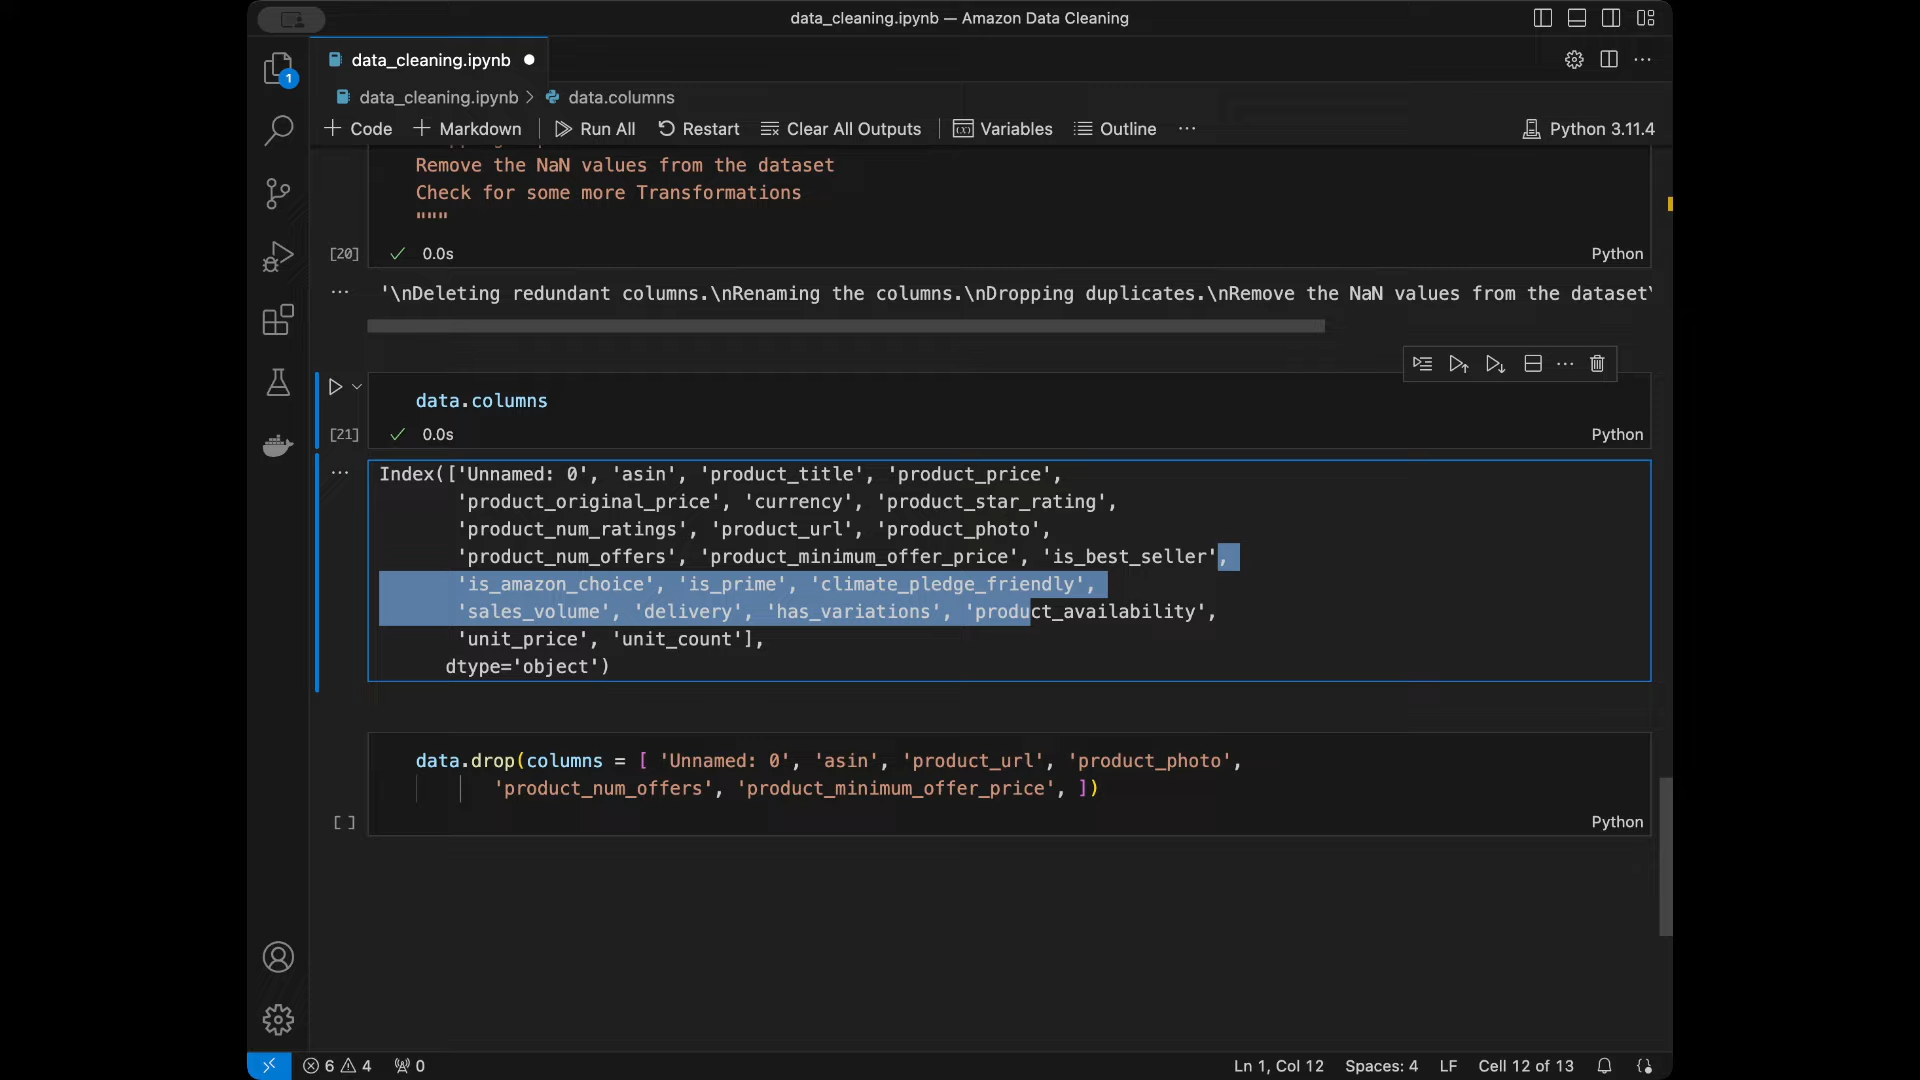 data_cleaning.ipynb — Amazon Data Cleaning
data_cleaning.ipynb
data_cleaning.ipynb > data.columns
Code Markdown Run All Restart Clear All Outputs Variables Outline ... Python 3.11.4
1
Remove the NaN values from the dataset
Check for some more Transformations
"""
[20] 0.0s Python
... '\nDeleting redundant columns.\nRenaming the columns.\nDropping duplicates.\nRemove the NaN values from the dataset\
data.columns
[21] 0.0s Python
... Index(['Unnamed: 0', 'asin', 'product_title', 'product_price',
'product_original_price', 'currency', 'product_star_rating',
'product_num_ratings', 'product_url', 'product_photo',
'product_num_offers', 'product_minimum_offer_price', 'is_best_seller',
'is_amazon_choice', 'is_prime', 'climate_pledge_friendly',
'sales_volume', 'delivery', 'has_variations', 'product_availability',
'unit_price', 'unit_count'],
dtype='object')
data.drop(columns = [ 'Unnamed: 0', 'asin', 'product_url', 'product_photo',
'product_num_offers', 'product_minimum_offer_price', ])
[ ] Python
6 4 0 Ln 1, Col 12 Spaces: 4 LF Cell 12 of 13